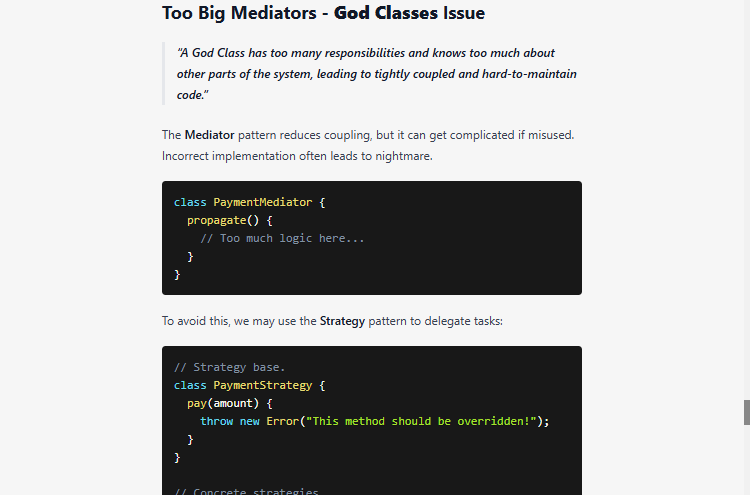 Too Big Mediators - God Classes Issue
“A God Class has too many responsibilities and knows too much about
other parts of the system, leading to tightly coupled and hard-to-maintain
code.”
The Mediator pattern reduces coupling, but it can get complicated if misused.
Incorrect implementation often leads to nightmare.
class PaymentMediator {
  propagate() {
    // Too much logic here...
  }
}
To avoid this, we may use the Strategy pattern to delegate tasks:
// Strategy base.
class PaymentStrategy {
  pay(amount) {
    throw new Error("This method should be overridden!");
  }
}
// Concrete strategies